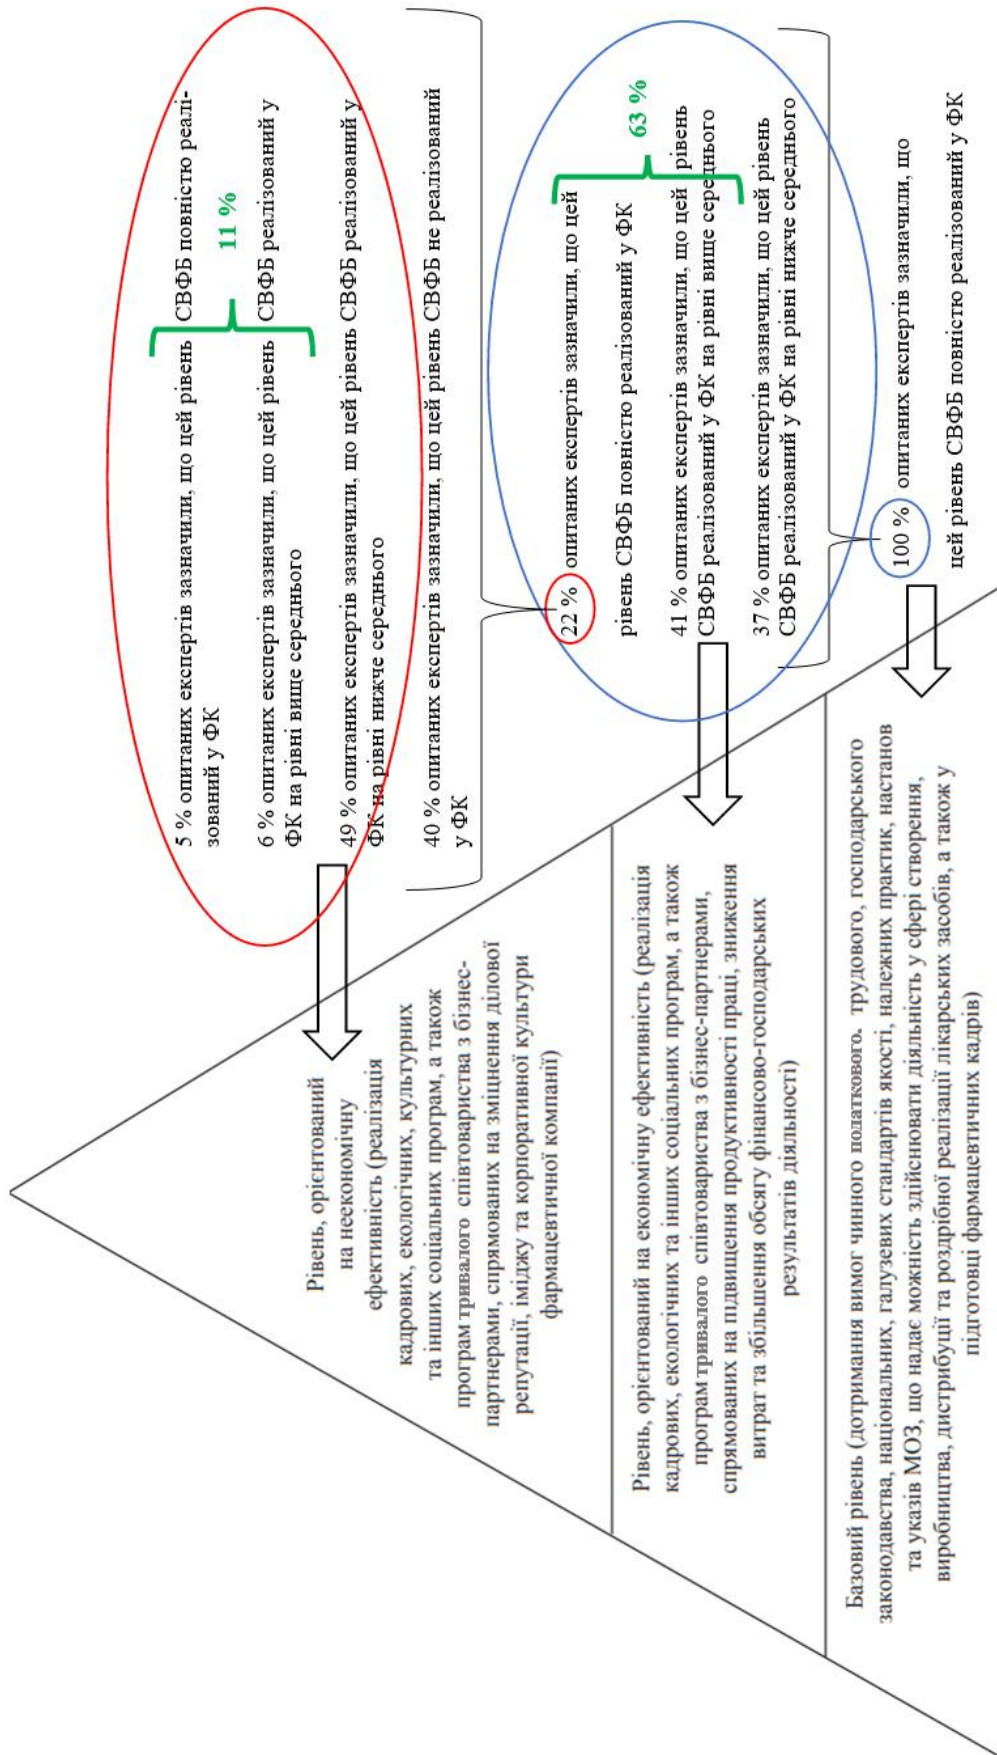 Рівень, орієнтований
на неекономічну
ефективність (реалізація
кадрових, екологічних, культурних
та інших соціальних програм, а також
програм тривалого співтовариства з бізнес-
партнерами, спрямованих на зміцнення ділової
репутації, іміджу та корпоративної культури
фармацевтичної компанії)
5 % опитаних експертів зазначили, що цей рівень СВФБ повністю реалі-
зований у ФК
11 %
6 % опитаних експертів зазначили, що цей рівень СВФБ реалізований у
ФК на рівні вище середнього
49 % опитаних експертів зазначили, що цей рівень СВФБ реалізований у
ФК на рівні нижче середнього
40 % опитаних експертів зазначили, що цей рівень СВФБ не реалізований
у ФК
Рівень, орієнтований на економічну ефективність (реалізація
кадрових, екологічних та інших соціальних програм, а також
програм тривалого співтовариства з бізнес-партнерами,
спрямованих на підвищення продуктивності праці, зниження
витрат та збільшення обсягу фінансово-господарських
результатів діяльності)
22 % опитаних експертів зазначили, що цей
рівень СВФБ повністю реалізований у ФК
63 %
41 % опитаних експертів зазначили, що цей рівень
СВФБ реалізований у ФК на рівні вище середнього
37 % опитаних експертів зазначили, що цей рівень
СВФБ реалізований у ФК на рівні нижче середнього
Базовий рівень (дотримання вимог чинного податкового. трудового, господарського
законодавства, національних, галузевих стандартів якості, належних практик, настанов
та указів МОЗ, що надає можність здійснювати діяльність у сфері створення,
виробництва, дистрибуції та роздрібної реалізації лікарських засобів, а також у
підготовці фармацевтичних кадрів)
100 % опитаних експертів зазначили, що
цей рівень СВФБ повністю реалізований у ФК